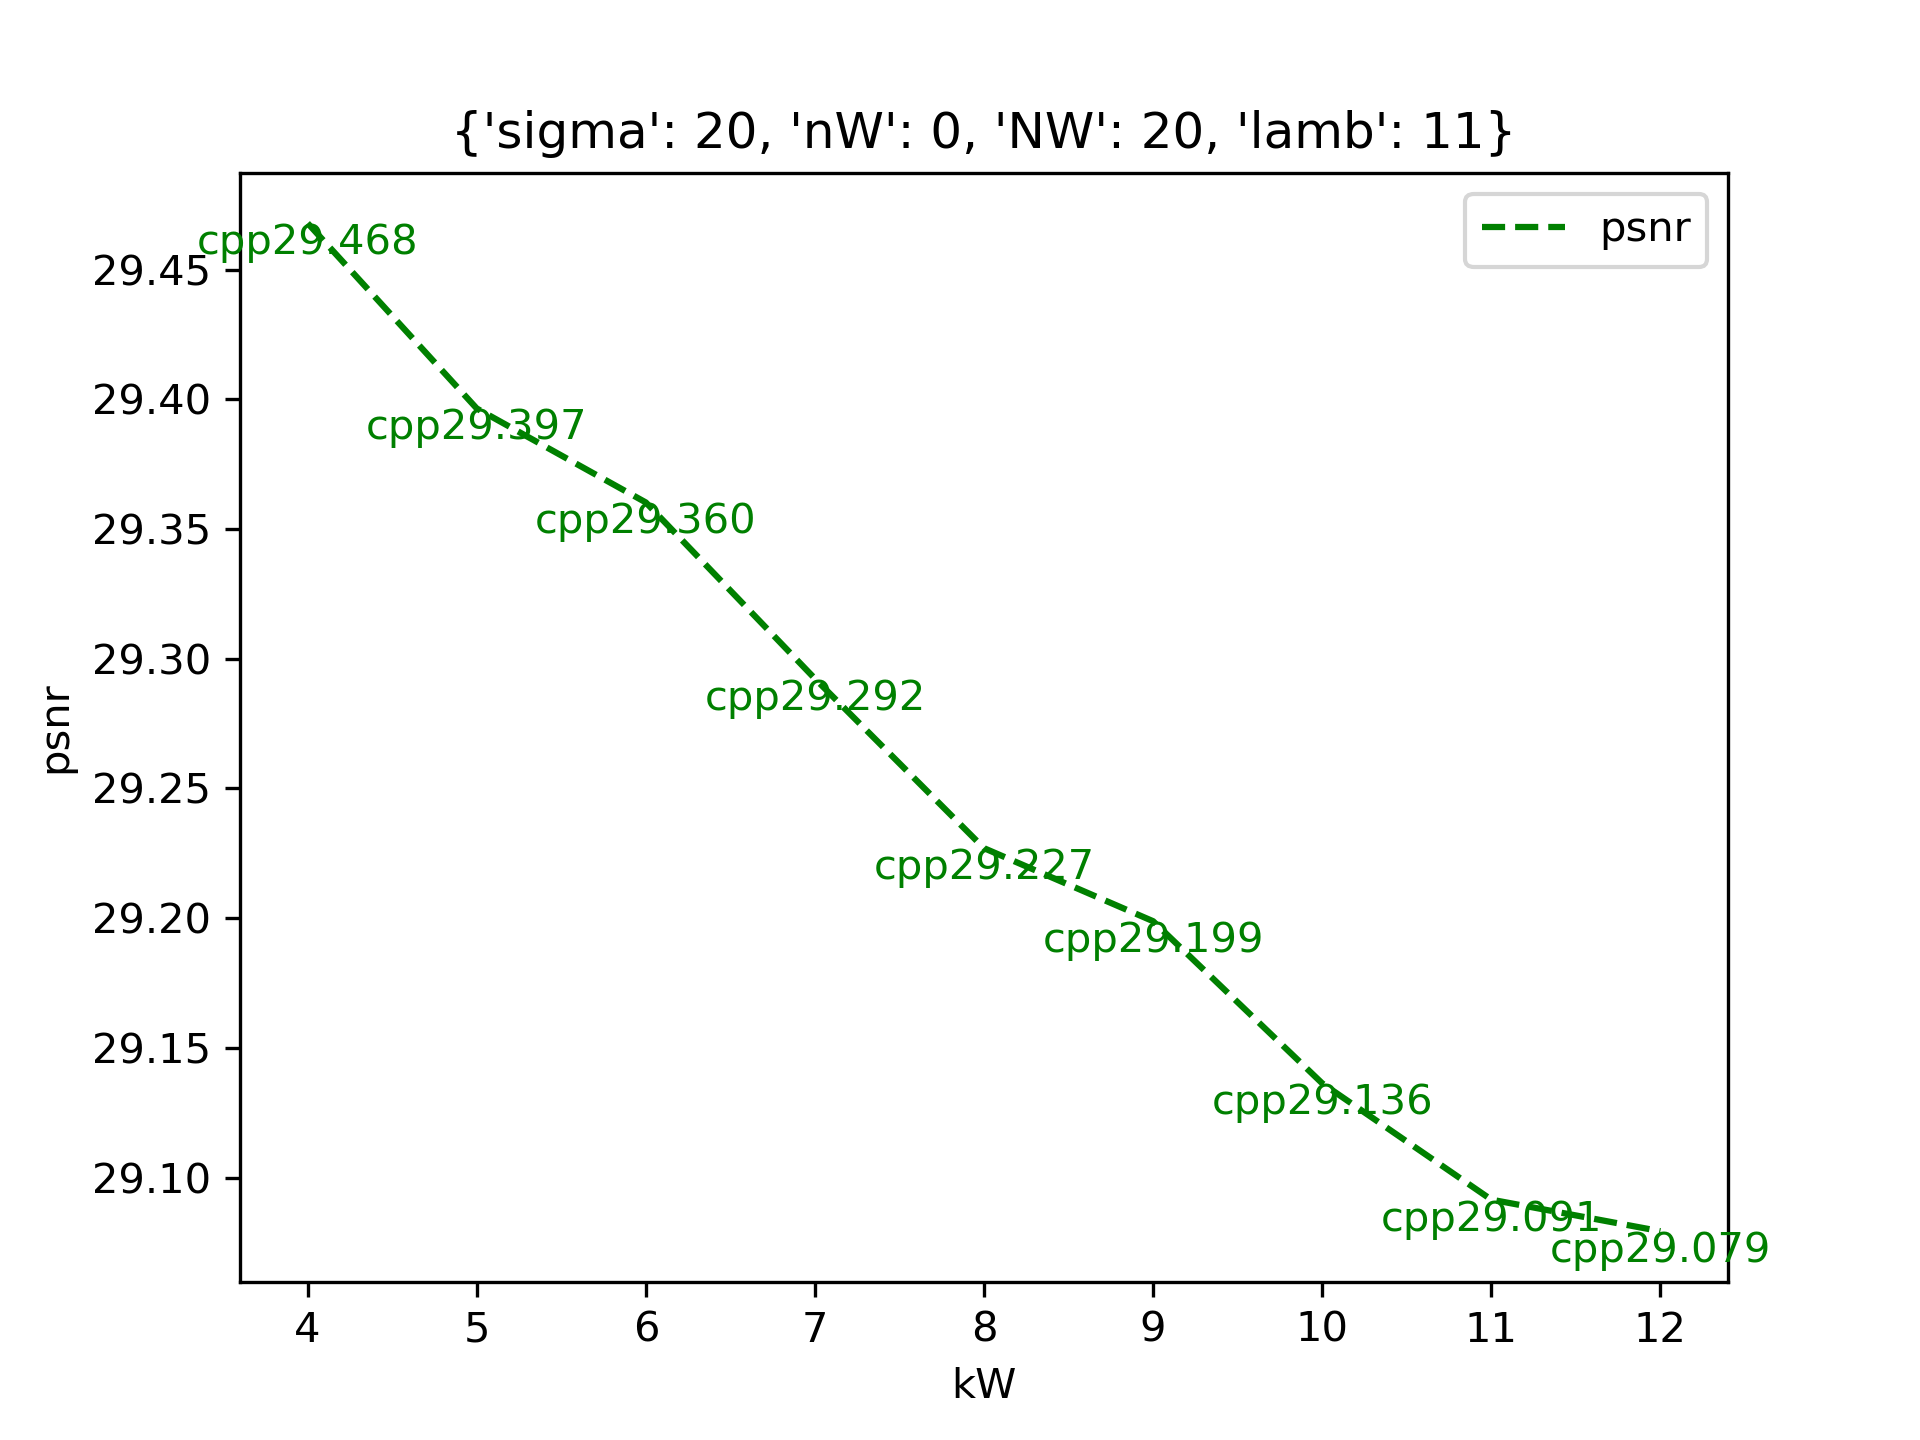 {'sigma': 20, 'nW': 0, 'NW': 20, 'lamb': 11}
psnr
cpp29.468
cpp29.397
cpp29.360
cpp29.292
cpp29.227
cpp29.199
cpp29.136
cpp29.091
cpp29.079
29.45
29.40
29.35
29.30
29.25
29.20
29.15
29.10
psnr
4 5 6 7 8 9 10 11 12
kW